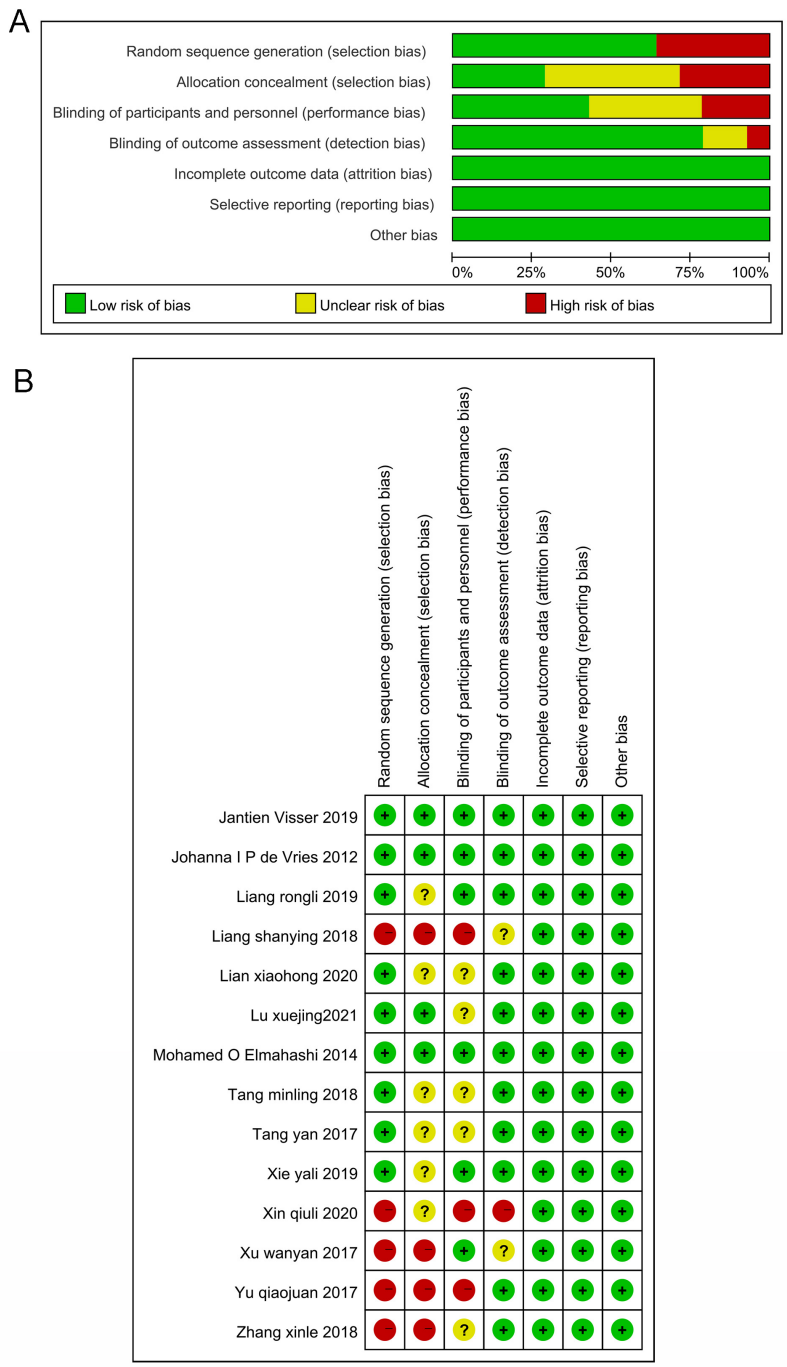 A
Random sequence generation (selection bias)
Allocation concealment (selection bias)
Blinding of participants and personnel (performance bias)
Blinding of outcome assessment (detection bias)
Incomplete outcome data (attrition bias)
Selective reporting (reporting bias)
Other bias
0% 25% 50% 75% 100%
Low risk of bias Unclear risk of bias High risk of bias
B
Random sequence generation (selection bias)
Allocation concealment (selection bias)
Blinding of participants and personnel (performance bias)
Blinding of outcome assessment (detection bias)
Incomplete outcome data (attrition bias)
Selective reporting (reporting bias)
Other bias
Jantien Visser 2019 + + + + + + +
Johanna I P de Vries 2012 + + + + + + +
Liang rongli 2019 + ? + + + + +
Liang shanying 2018 - - - ? + + +
Lian xiaohong 2020 + ? ? + + + +
Lu xuejing2021 + + ? + + + +
Mohamed O Elmahashi 2014 + + + + + + +
Tang minling 2018 + ? ? + + + +
Tang yan 2017 + ? ? + + + +
Xie yali 2019 + ? + + + + +
Xin qiuli 2020 - ? - - + + +
Xu wanyan 2017 - - + ? + + +
Yu qiaojuan 2017 - - - + + + +
Zhang xinle 2018 - - ? + + + +